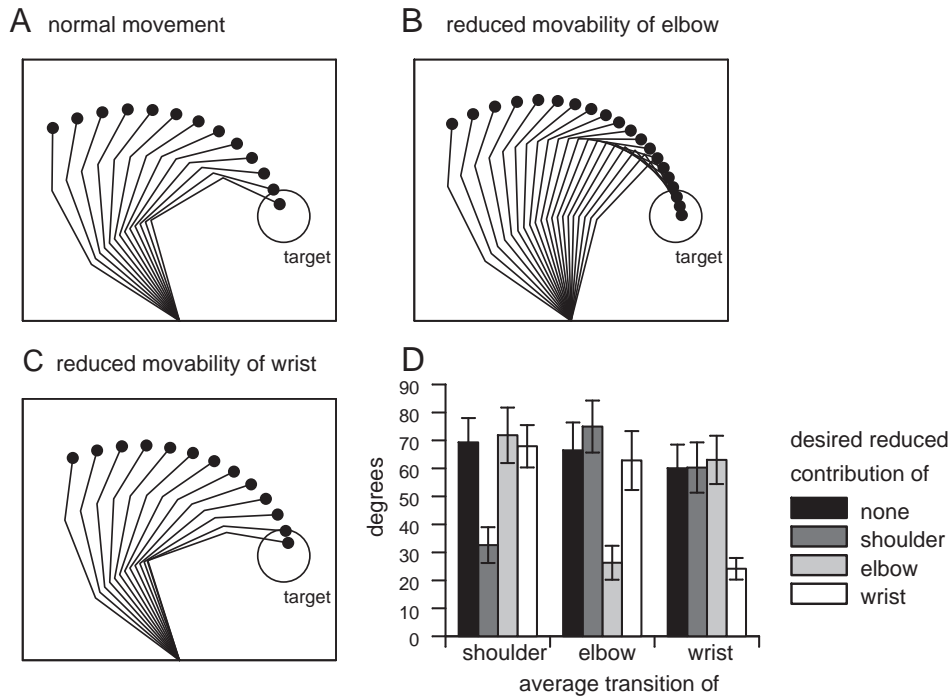 A normal movement
B reduced movability of elbow
target
target
C reduced movability of wrist
D
target
90
80
70
60
50
40
30
20
10
0
degrees
shoulder elbow wrist
average transition of
desired reduced
contribution of
none
shoulder
elbow
wrist